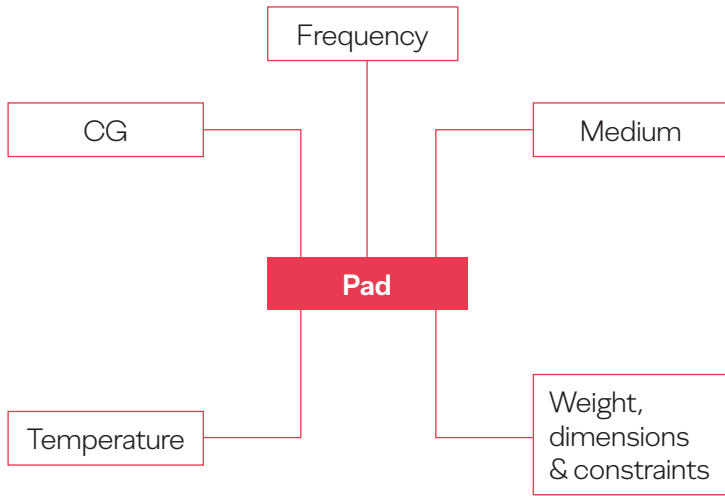 Frequency
CG
Medium
Pad
Temperature
Weight,
dimensions
& constraints